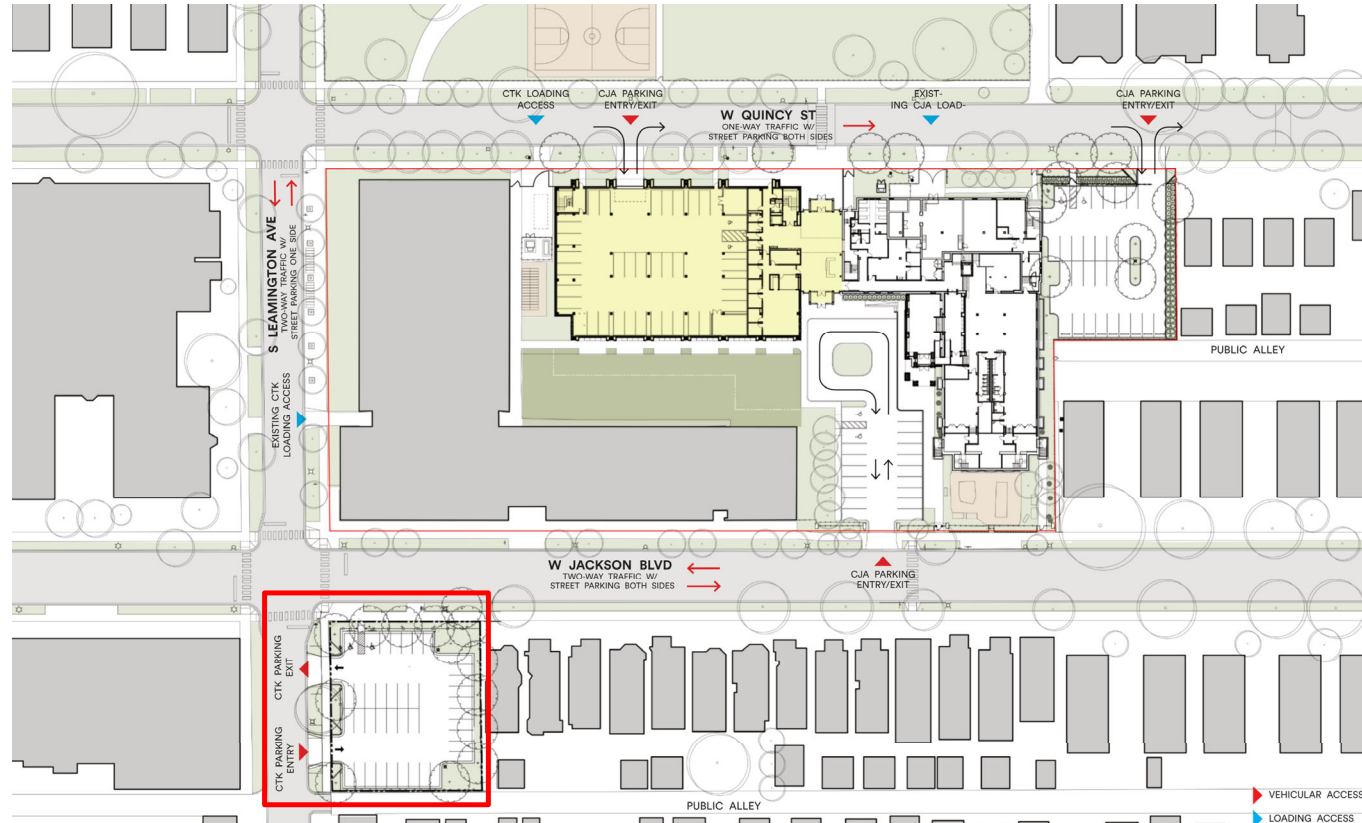 CTK LOADING
ACCESS
CJA PARKING
ENTRY/EXIT
EXIST-
ING CJA LOAD-
CJA PARKING
ENTRY/EXIT
W QUINCY ST
ONE-WAY TRAFFIC W/
STREET PARKING BOTH SIDES
S LEAMINGTON AVE
TWO-WAY TRAFFIC W/
STREET PARKING ONE SIDE
EXISTING CTK
LOADING ACCESS
PUBLIC ALLEY
W JACKSON BLVD
TWO-WAY TRAFFIC W/
STREET PARKING BOTH SIDES
CJA PARKING
ENTRY/EXIT
CTK PARKING
EXIT
CTK PARKING
ENTRY
PUBLIC ALLEY
VEHICULAR ACCESS
LOADING ACCESS